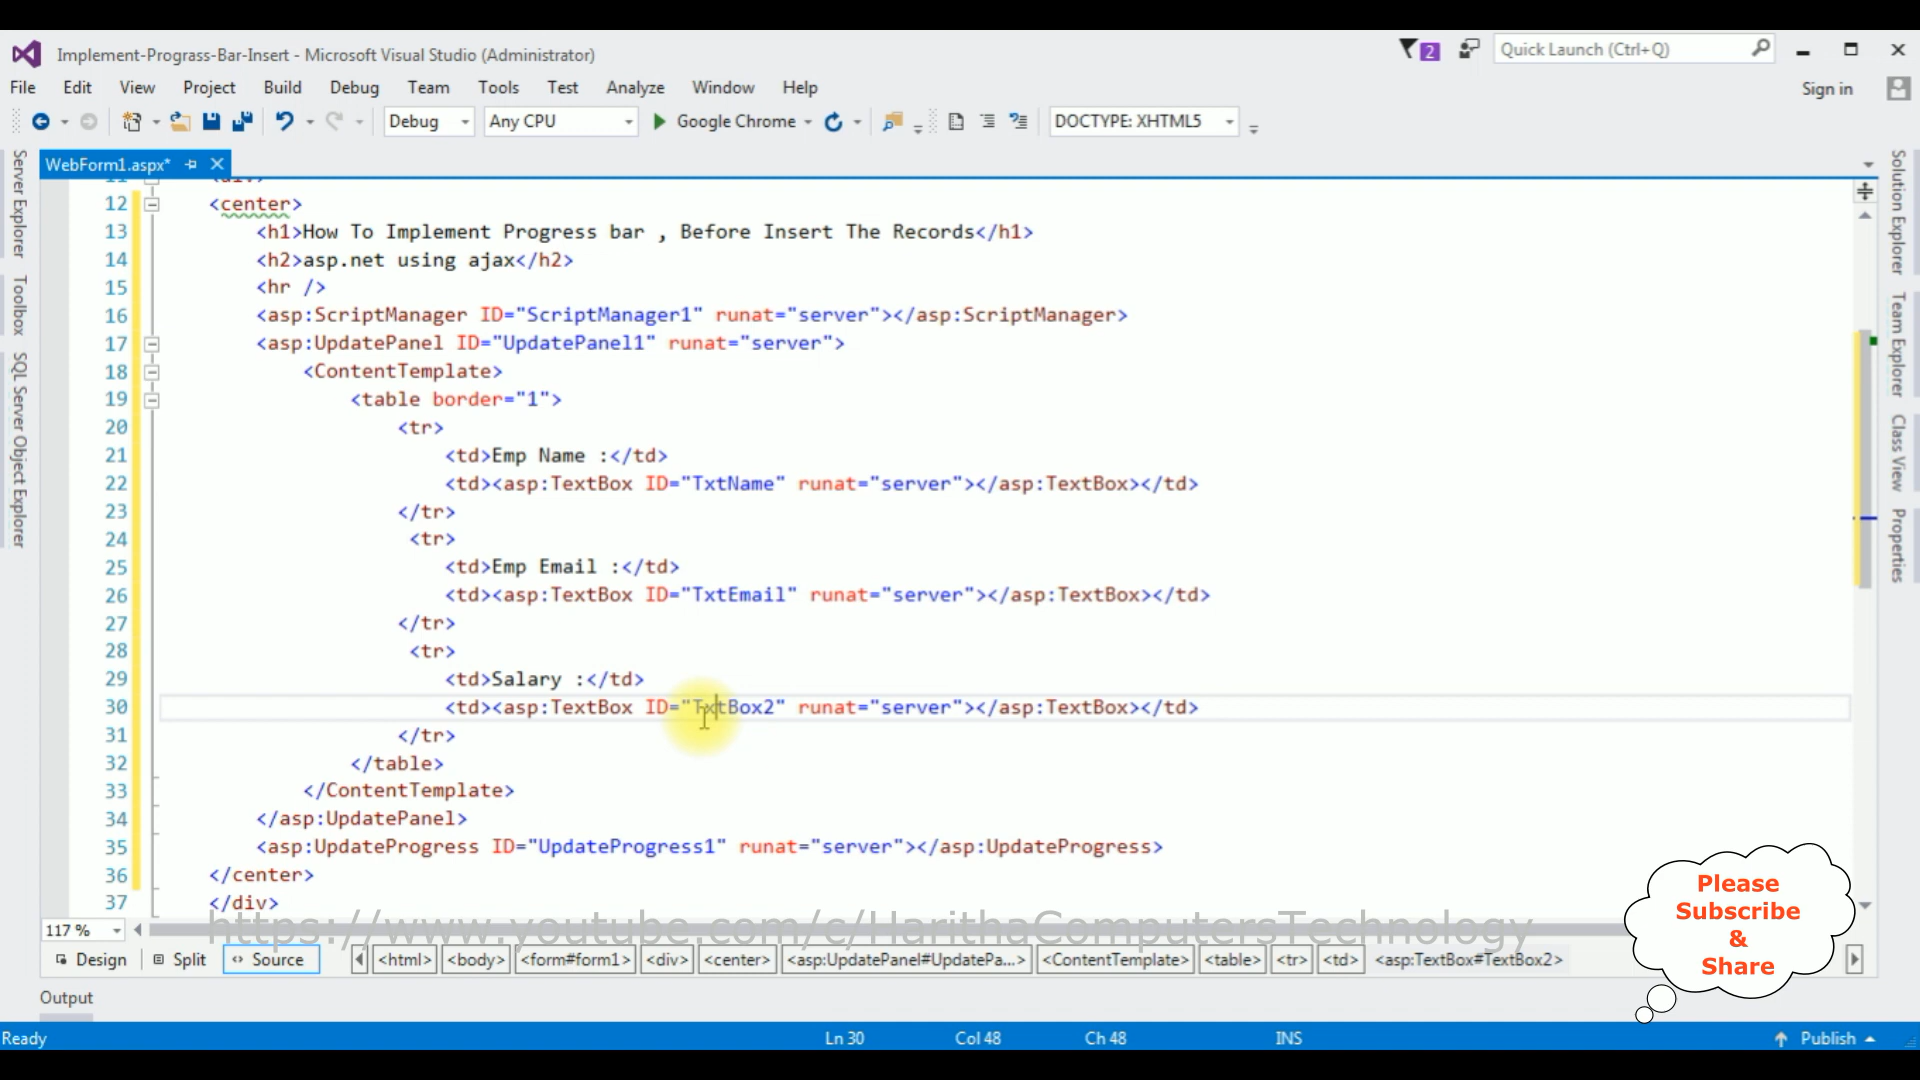 Implement-Prograss-Bar-Insert - Microsoft Visual Studio (Administrator)
2
Quick Launch (Ctrl+Q)
File Edit View Project Build Debug Team Tools Test Analyze Window Help
Sign in
Debug Any CPU Google Chrome DOCTYPE: XHTML5
WebForm1.aspx*
Server Explorer
Toolbox
SQL Server Object Explorer
12 <center>
13 <h1>How To Implement Progress bar , Before Insert The Records</h1>
14 <h2>asp.net using ajax</h2>
15 <hr />
16 <asp:ScriptManager ID="ScriptManager1" runat="server"></asp:ScriptManager>
17 <asp:UpdatePanel ID="UpdatePanel1" runat="server">
18 <ContentTemplate>
19 <table border="1">
20 <tr>
21 <td>Emp Name :</td>
22 <td><asp:TextBox ID="TxtName" runat="server"></asp:TextBox></td>
23 </tr>
24 <tr>
25 <td>Emp Email :</td>
26 <td><asp:TextBox ID="TxtEmail" runat="server"></asp:TextBox></td>
27 </tr>
28 <tr>
29 <td>Salary :</td>
30 <td><asp:TextBox ID="TxtBox2" runat="server"></asp:TextBox></td>
31 </tr>
32 </table>
33 </ContentTemplate>
34 </asp:UpdatePanel>
35 <asp:UpdateProgress ID="UpdateProgress1" runat="server"></asp:UpdateProgress>
36 </center>
37 </div>
Solution Explorer
Team Explorer
Class View
Properties
https://www.youtube.com/c/HarithaComputersTechnology
Please
Subscribe
&
Share
117 %
Design Split Source <html> <body> <form#form1> <div> <center> <asp:UpdatePanel#UpdatePa...> <ContentTemplate> <table> <tr> <td> <asp:TextBox#TextBox2>
Output
Ready Ln 30 Col 48 Ch 48 INS Publish